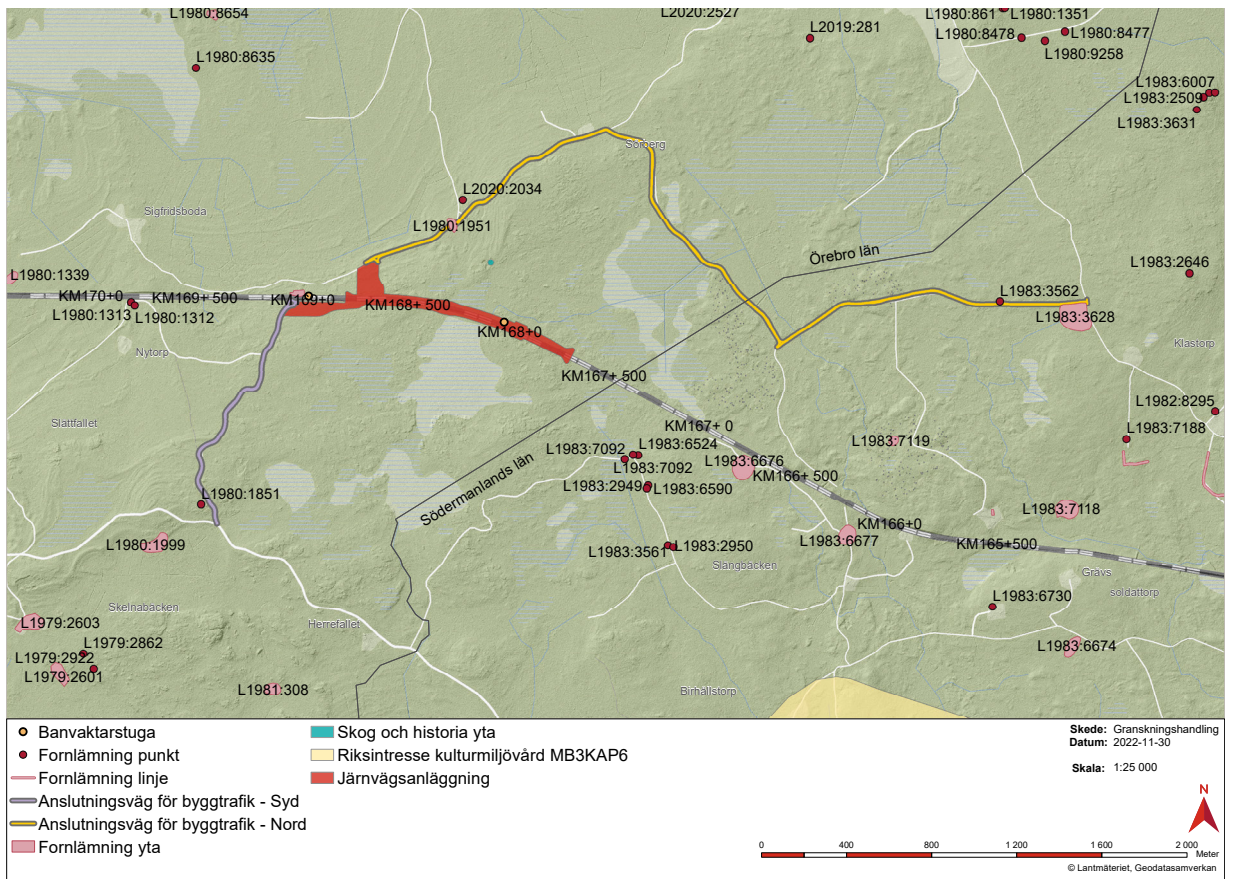 L1980:8654
L1980:2527
L1980:861
L1980:1351
L2019:281
L1980:8478
L1980:8477
L1980:9258
L1980:8635
L1983:6007
L1983:2509
L1983:3631
Sörberg
L2020:2034
Sigfridsboda
L1980:1951
Örebro län
L1980:1339
L1983:2646
KM170+0
KM169+ 500
KM169+0
KM168+ 500
L1983:3562
L1980:1313
L1980:1312
L1983:3628
KM168+0
Nytorp
Klastorp
KM167+ 500
L1982:8295
Slättfallet
KM167+ 0
L1983:7188
L1983:7092
L1983:6524
L1983:7119
L1983:7092
L1983:6676
KM166+ 500
L1983:2949
L1983:6590
Södermanlands län
L1980:1851
L1983:7118
KM166+0
L1983:6677
KM165+500
L1980:1999
L1983:3561
L1983:2950
Slångbäcken
Grävs
soldattorp
Skelnabäcken
L1983:6730
L1979:2603
Herrefallet
L1979:2862
L1979:2922
L1979:2601
L1983:6674
L1981:308
Birhällstorp
Banvaktarstuga
Fornlämning punkt
Fornlämning linje
Anslutningsväg för byggtrafik - Syd
Anslutningsväg för byggtrafik - Nord
Fornlämning yta
Skog och historia yta
Riksintresse kulturmiljövård MB3KAP6
Järnvägsanläggning
Skede: Granskningshandling
Datum: 2022-11-30
Skala: 1:25 000
N
0 400 800 1 200 1 600 2 000
Meter
© Lantmäteriet, Geodatasamverkan